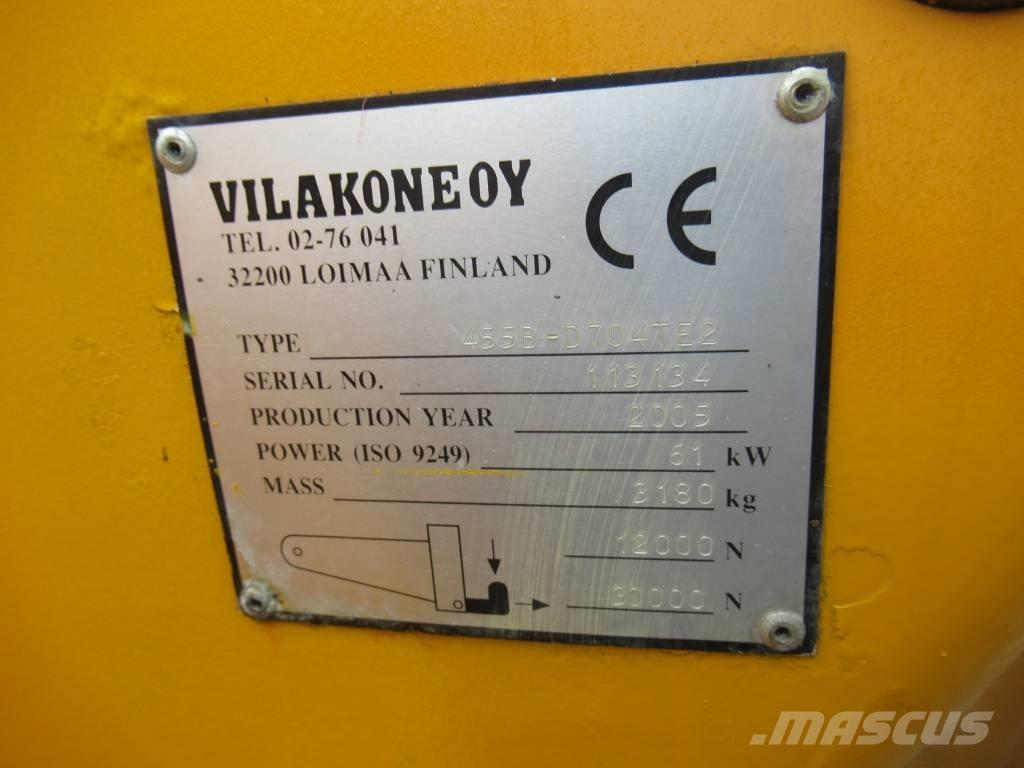 VILAKONE OY
TEL. 02-76 041
32200 LOIMAA FINLAND
CE
TYPE 455B-D704TE2
SERIAL NO. 113134
PRODUCTION YEAR 2005
POWER (ISO 9249) 61 kW
MASS 3180 kg
12000 N
30000 N
MASCUS